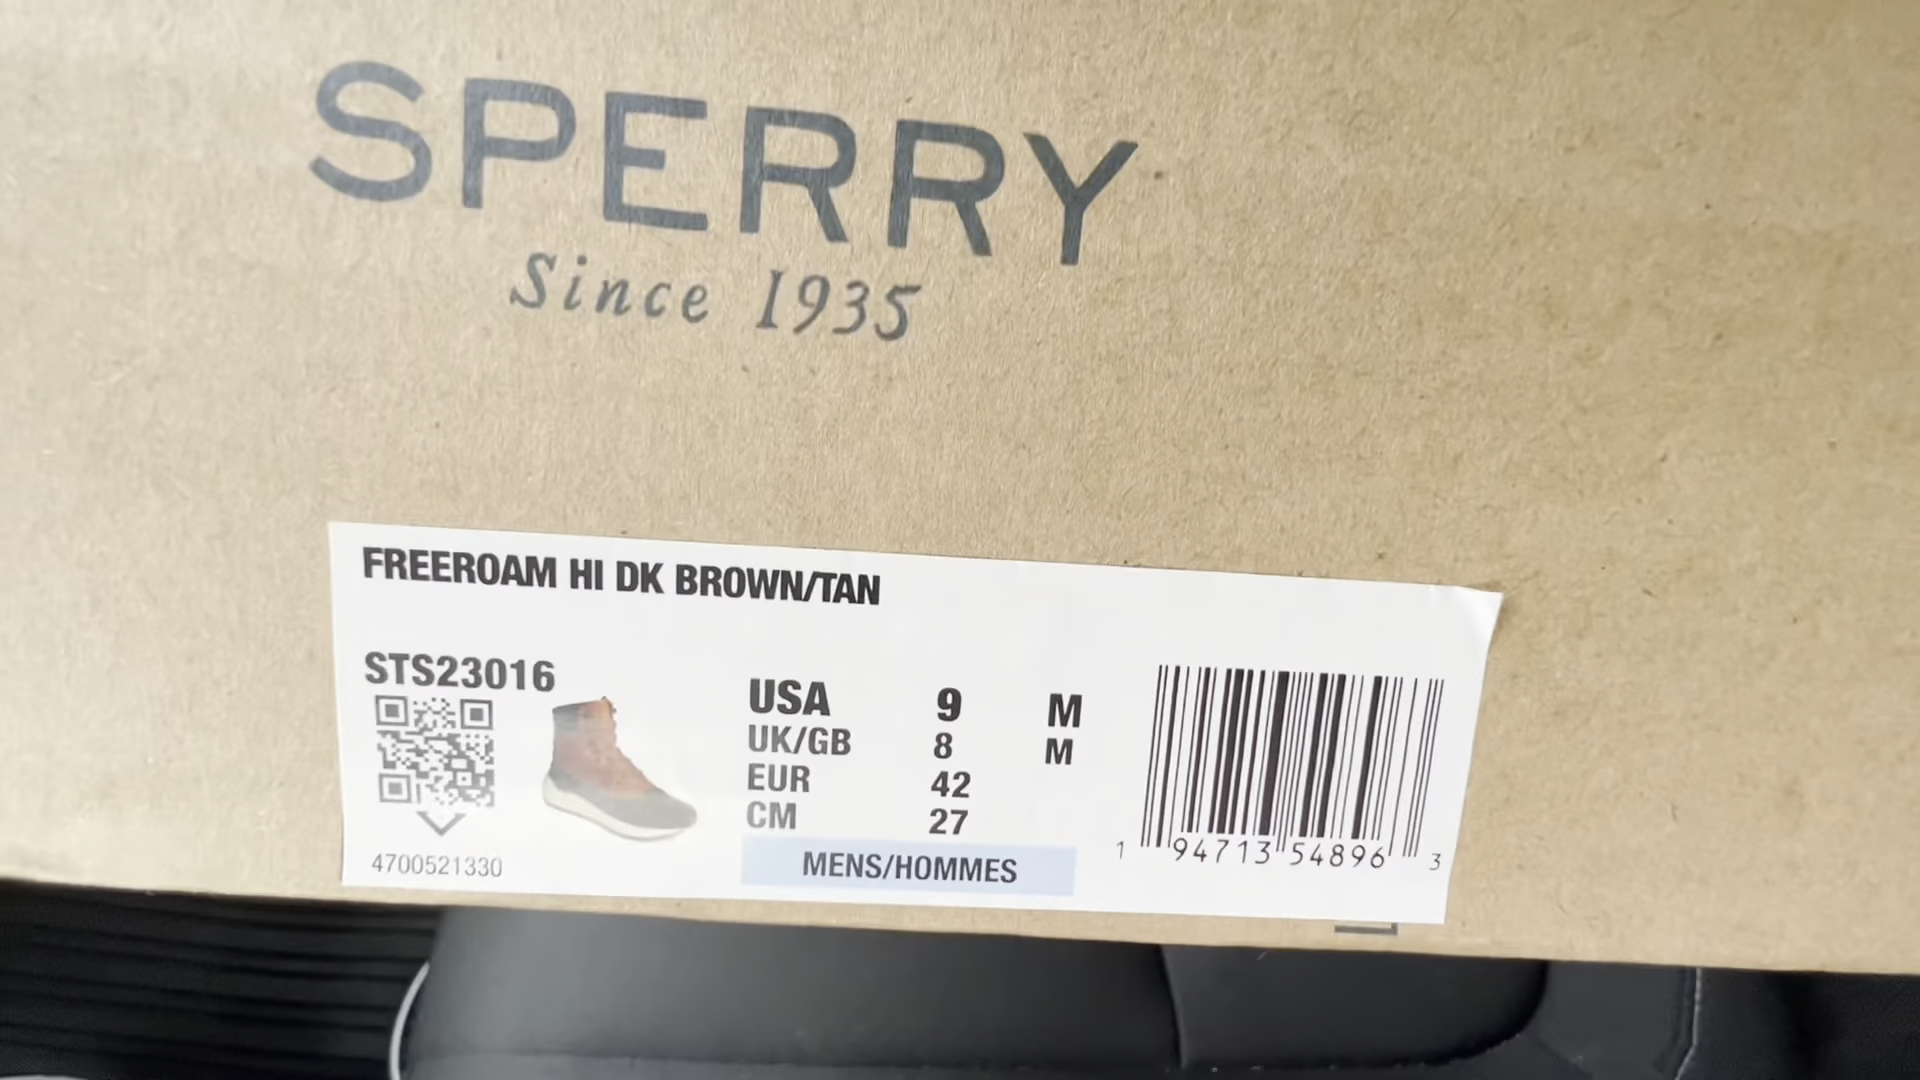 SPERRY
Since 1935
FREEROAM HI DK BROWN/TAN
STS23016
USA 9 M
UK/GB 8 M
EUR 42
CM 27
MENS/HOMMES
4700521330
1 94713 54896 3